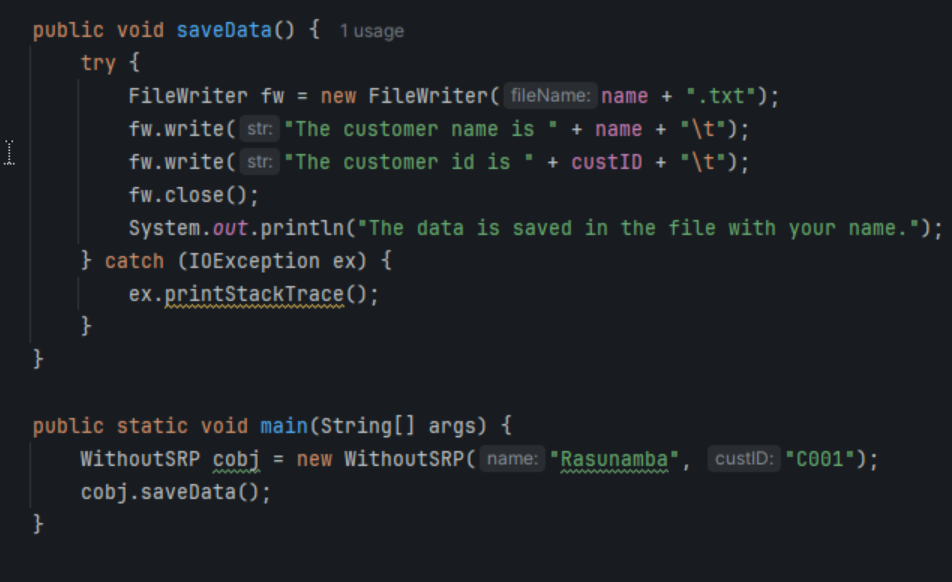 public void saveData() { 1 usage
try {
FileWriter fw = new FileWriter( fileName: name + ".txt");
fw.write( str: "The customer name is " + name + "\t");
fw.write( str: "The customer id is " + custID + "\t");
fw.close();
System.out.println("The data is saved in the file with your name.");
} catch (IOException ex) {
ex.printStackTrace();
}
}
public static void main(String[] args) {
WithoutSRP cobj = new WithoutSRP( name: "Rasunamba", custID: "C001");
cobj.saveData();
}